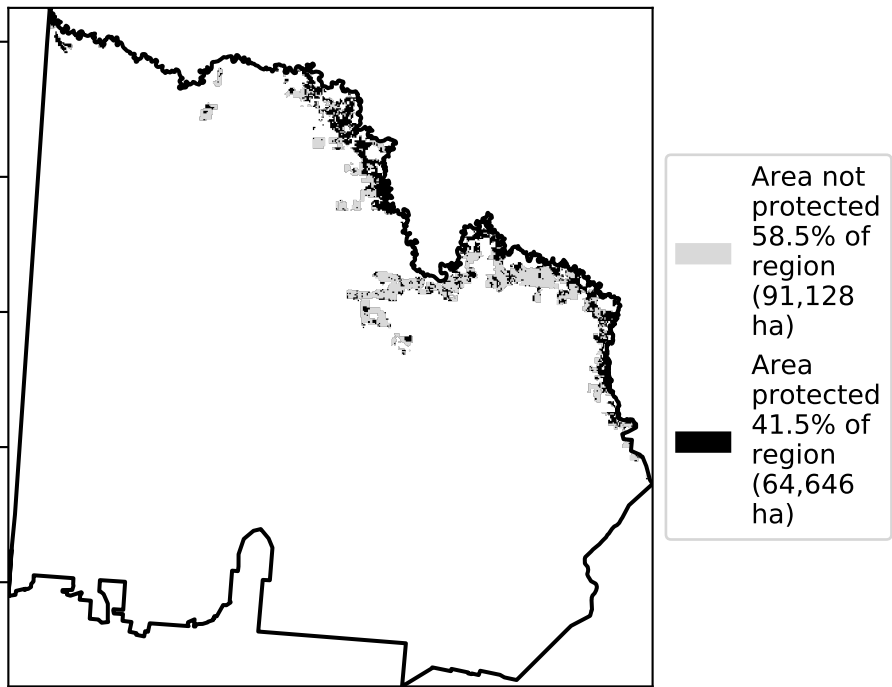 Area not
protected
58.5% of
region
(91,128
ha)
Area
protected
41.5% of
region
(64,646
ha)